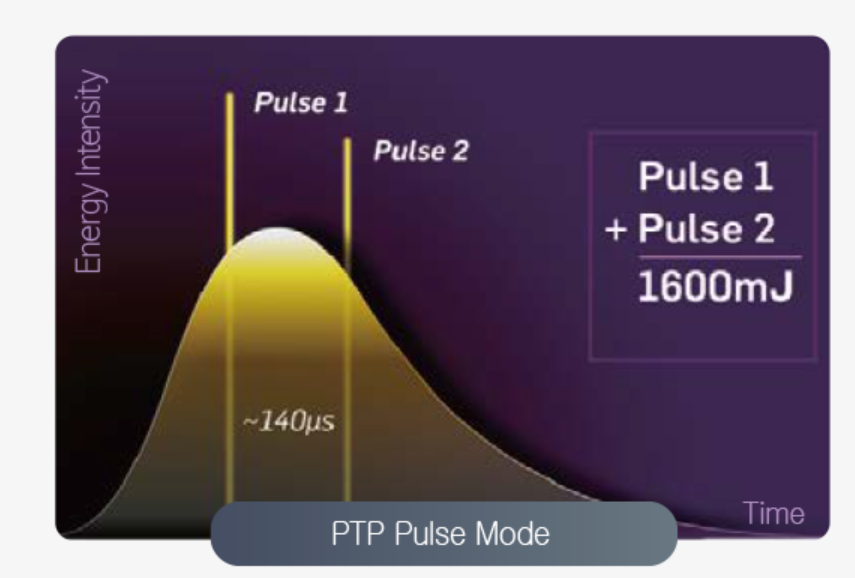 Energy Intensity
Pulse 1
Pulse 2
Pulse 1
+ Pulse 2
1600mJ
~140µs
Time
PTP Pulse Mode